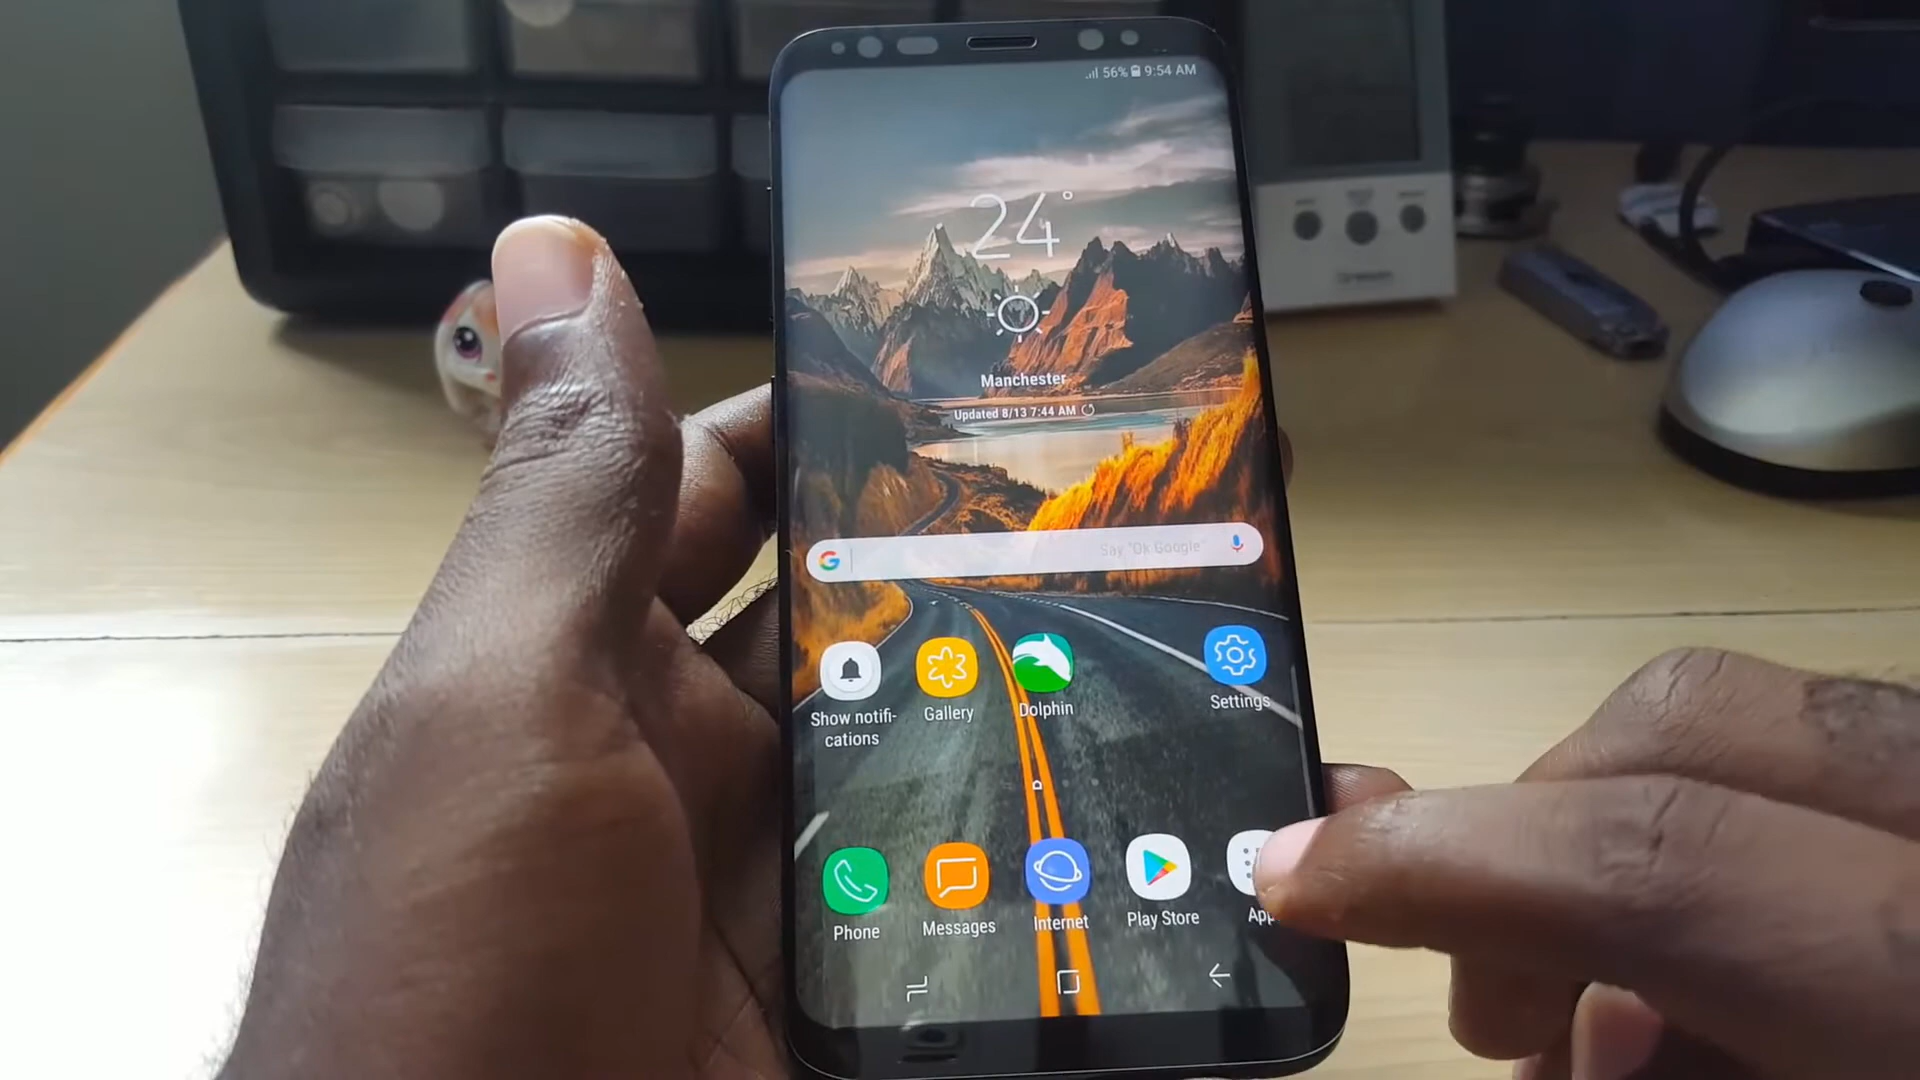 56% 9:54 AM
24°
Manchester
Updated 8/13 7:44 AM
Say "Ok Google"
Show notifi-
cations
Gallery
Dolphin
Settings
Phone
Messages
Internet
Play Store
App